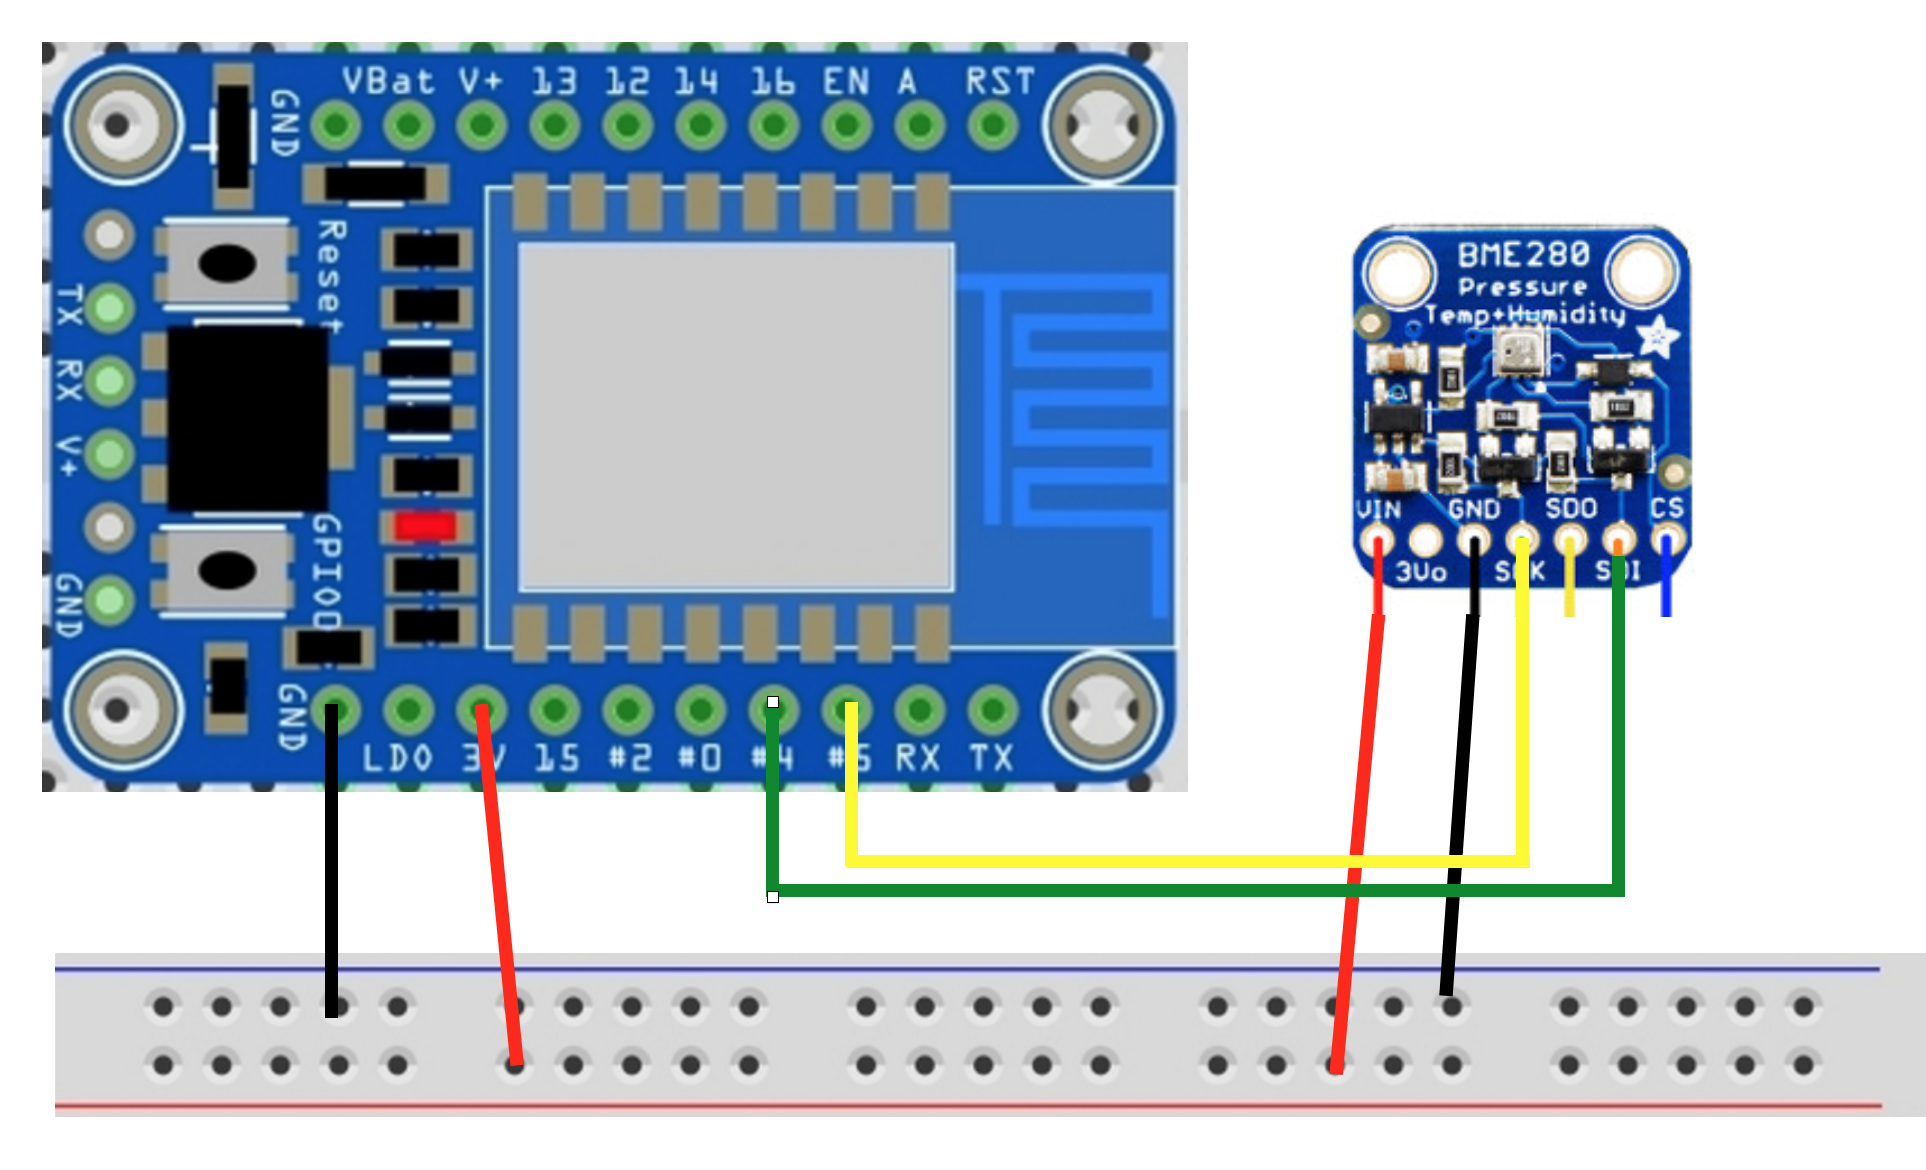 VBat V+ 13 12 14 16 EN A RST
GND
Reset
TX
RX
V+
GND
GPIO0
GND
LDO 3V 15 #2 #0 #4 #5 RX TX
BME280
Pressure
Temp+Humidity
VIN GND SDO CS
3Vo SCK SDI